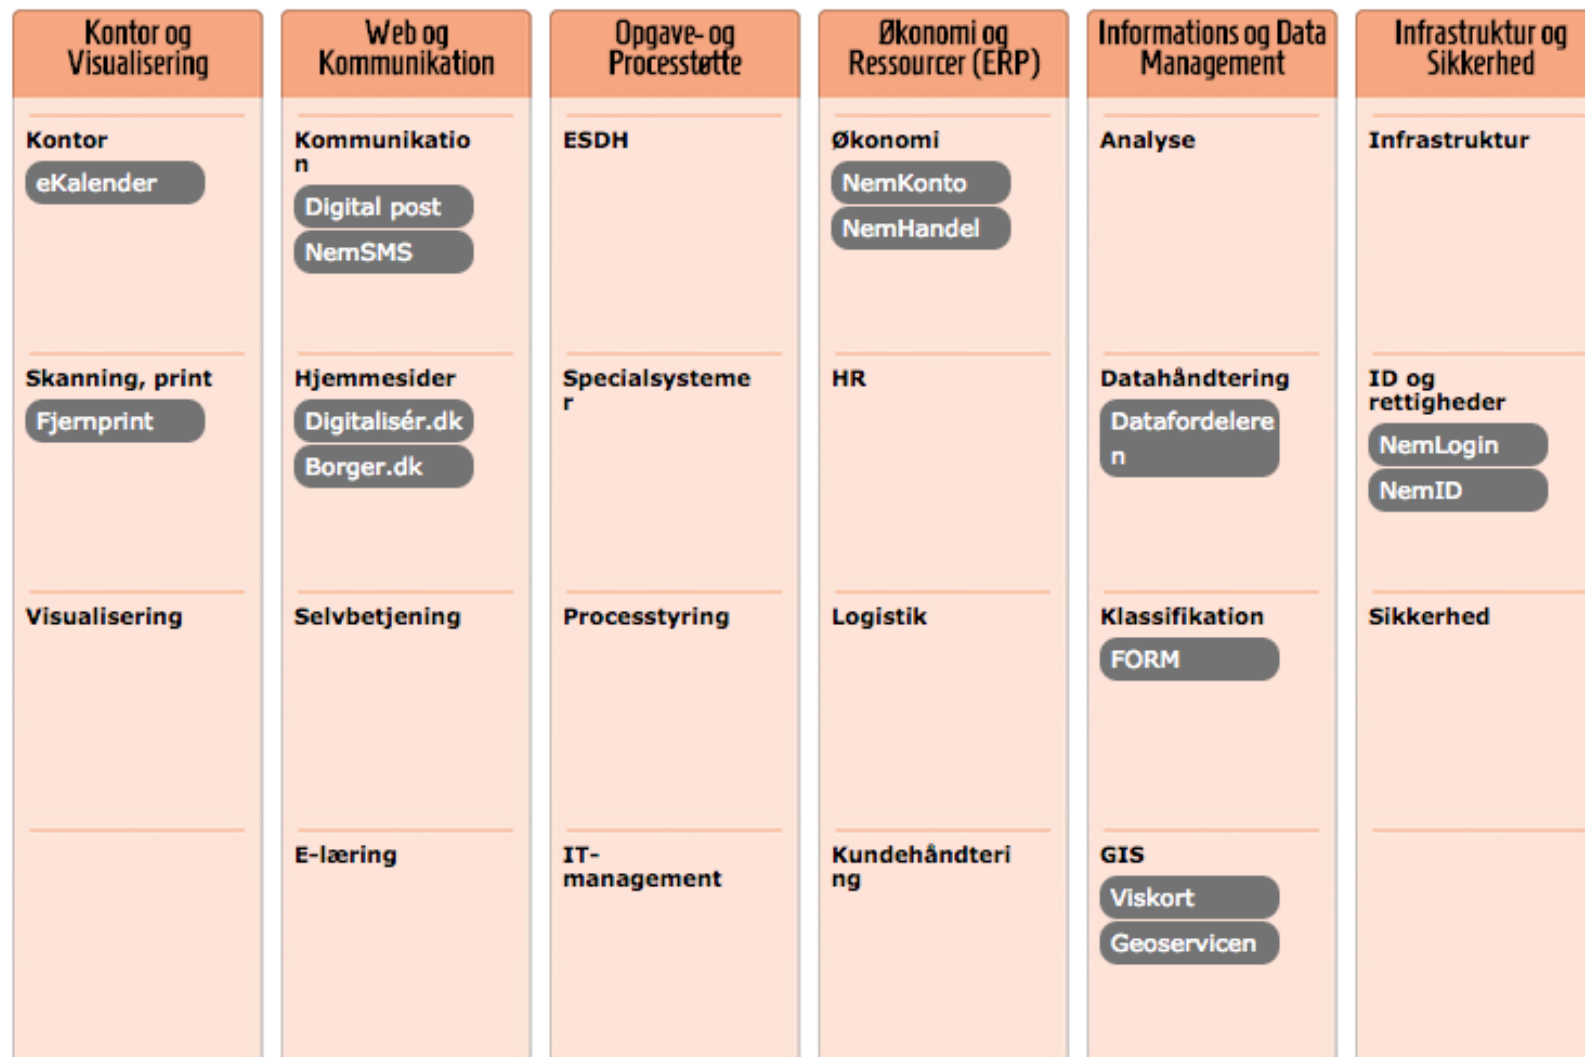 Kontor og
Visualisering
Kontor
eKalender
Skanning, print
Fjernprint
Visualisering
Web og
Kommunikation
Kommunikatio
n
Digital post
NemSMS
Hjemmesider
Digitalisér.dk
Borger.dk
Selvbetjening
E-læring
Opgave- og
Processtøtte
ESDH
Specialsysteme
r
Processtyring
IT-
management
Økonomi og
Ressourcer (ERP)
Økonomi
NemKonto
NemHandel
HR
Logistik
Kundehåndteri
ng
Informations og Data
Management
Analyse
Datahåndtering
Datafordelere
n
Klassifikation
FORM
GIS
Viskort
Geoservicen
Infrastruktur og
Sikkerhed
Infrastruktur
ID og
rettigheder
NemLogin
NemID
Sikkerhed